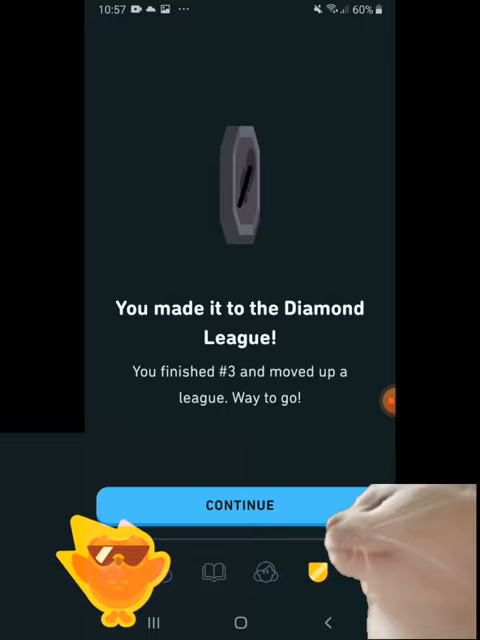 10:57
60%
You made it to the Diamond
League!
You finished #3 and moved up a
league. Way to go!
CONTINUE